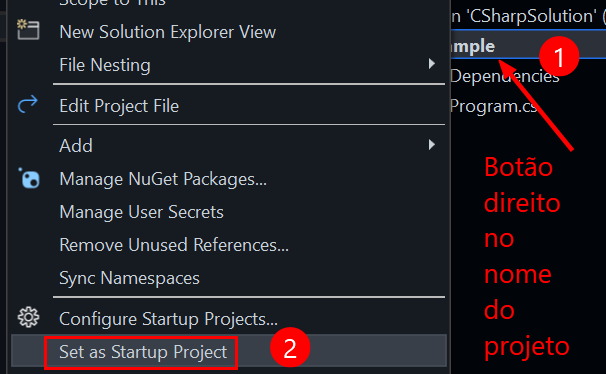 Scope to This
New Solution Explorer View
File Nesting
Edit Project File
Add
Manage NuGet Packages...
Manage User Secrets
Remove Unused References...
Sync Namespaces
Configure Startup Projects...
Set as Startup Project
2
n 'CSharpSolution' (
mple
1
Dependencies
Program.cs
Botão
direito
no
nome
do
projeto